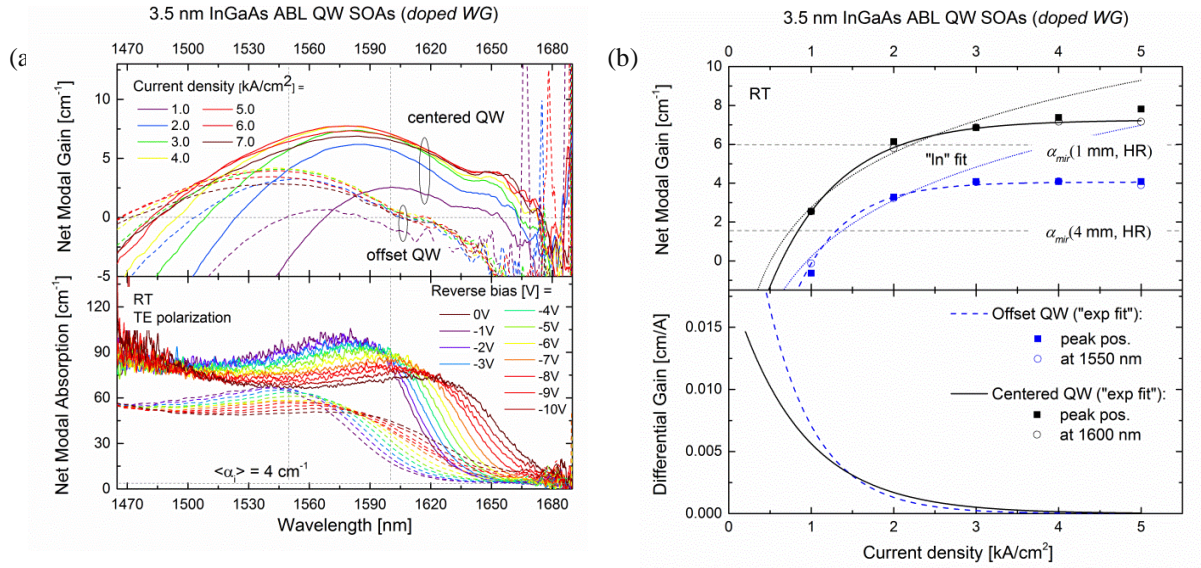 3.5 nm InGaAs ABL QW SOAs (doped WG)
1470 1500 1530 1560 1590 1620 1650 1680
(a
Net Modal Gain [cm⁻¹]
10
5
0
-5
Current density [kA/cm²] =
1.0 5.0
2.0 6.0
3.0 7.0
4.0
centered QW
offset QW
Net Modal Absorption [cm⁻¹]
120
90
60
30
0
RT
TE polarization
Reverse bias [V] =
0V -4V
-1V -5V
-2V -6V
-3V -7V
-8V
-9V
-10V
<αi> = 4 cm⁻¹
1470 1500 1530 1560 1590 1620 1650 1680
Wavelength [nm]
(b)
3.5 nm InGaAs ABL QW SOAs (doped WG)
0 1 2 3 4 5
Net Modal Gain [cm⁻¹]
10
8
6
4
2
0
RT
"ln" fit
αmir(1 mm, HR)
αmir(4 mm, HR)
Differential Gain [cm/A]
0.015
0.010
0.005
0.000
Offset QW ("exp fit"):
peak pos.
at 1550 nm
Centered QW ("exp fit"):
peak pos.
at 1600 nm
0 1 2 3 4 5
Current density [kA/cm²]